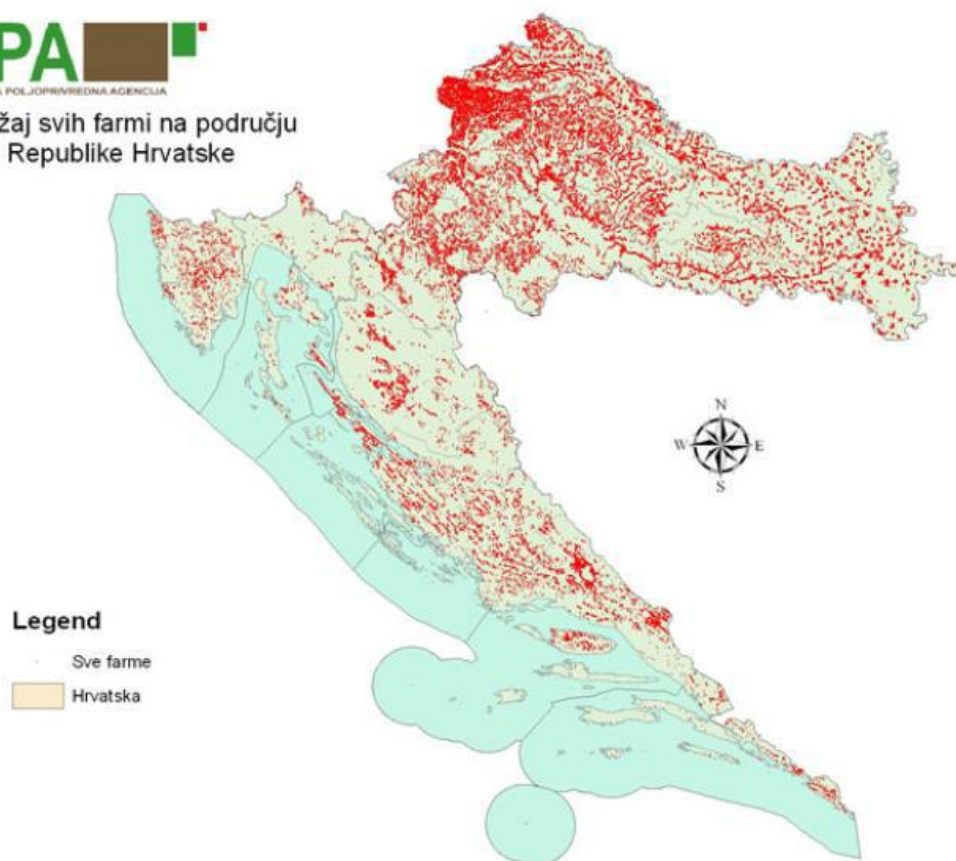 PA
A POLJOPRIVREDNA AGENCIJA
žaj svih farmi na području
Republike Hrvatske
N
W E
S
Legend
Sve farme
Hrvatska